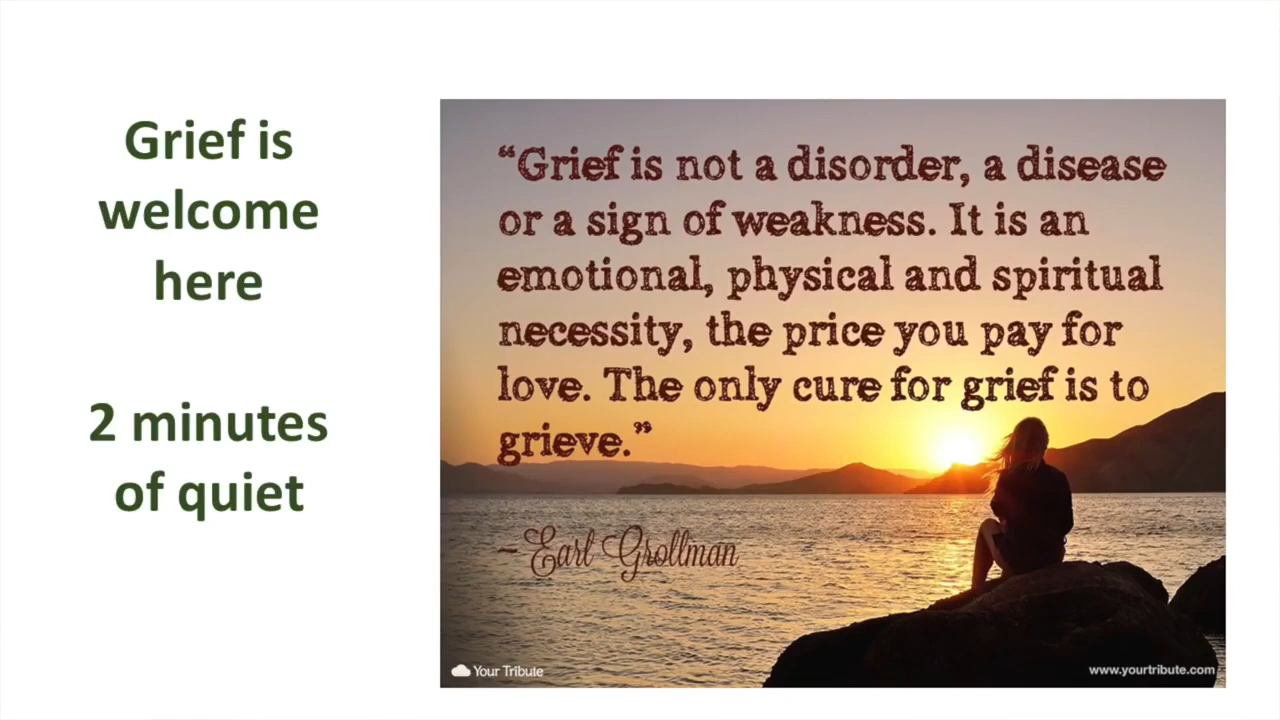 Grief is
welcome
here
2 minutes
of quiet
“Grief is not a disorder, a disease
or a sign of weakness. It is an
emotional, physical and spiritual
necessity, the price you pay for
love. The only cure for grief is to
grieve.”
~Earl Grollman
Your Tribute
www.yourtribute.com